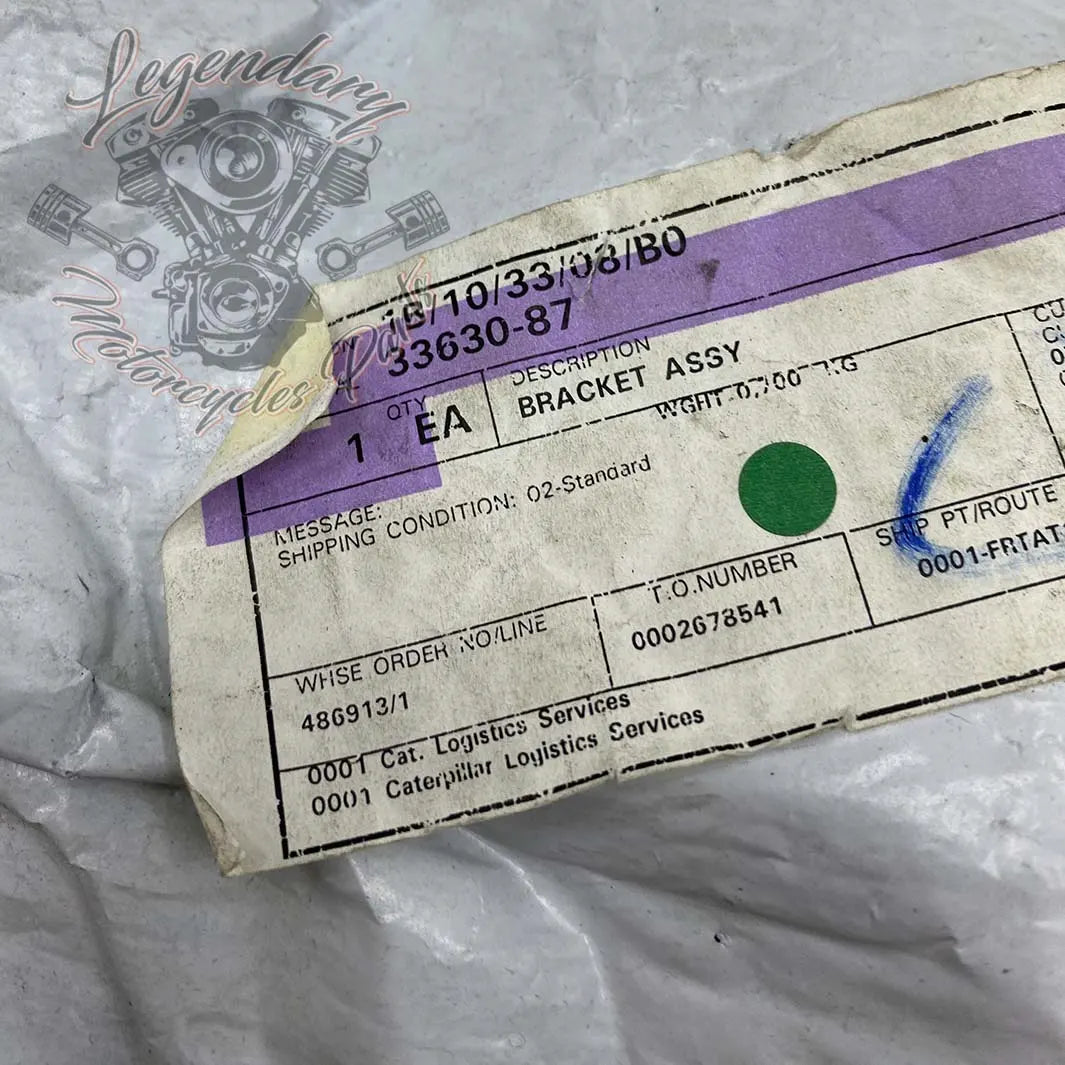 Legendary
Motorcycles Parts
1B/10/33/08/B0
33630-87
QTY
DESCRIPTION
1 EA
BRACKET ASSY
WGHT
MESSAGE:
SHIPPING CONDITION: 02-Standard
WHSE ORDER NO/LINE
486913/1
T.O.NUMBER
0002678541
SHIP PT/ROUTE
0001-FRTAT
0001 Cat. Logistics Services
0001 Caterpillar Logistics Services